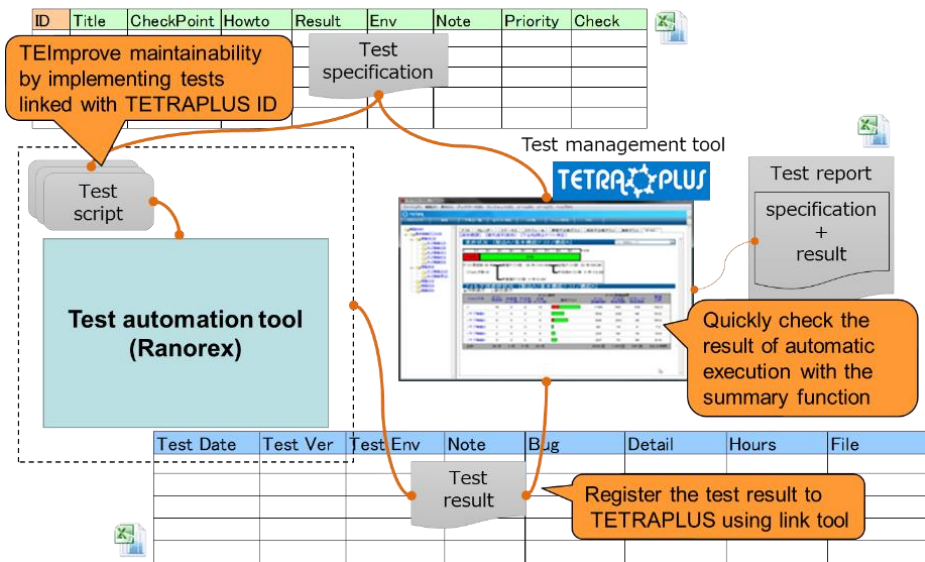 ID Title CheckPoint Howto Result Env Note Priority Check
TEImprove maintainability
by implementing tests
linked with TETRAPLUS ID
Test
specification
Test management tool
TETRA PLUS
Test
script
Test report
specification
+
result
Test automation tool
(Ranorex)
Quickly check the
result of automatic
execution with the
summary function
Test Date Test Ver Test Env Note Bug Detail Hours File
Test
result
Register the test result to
TETRAPLUS using link tool